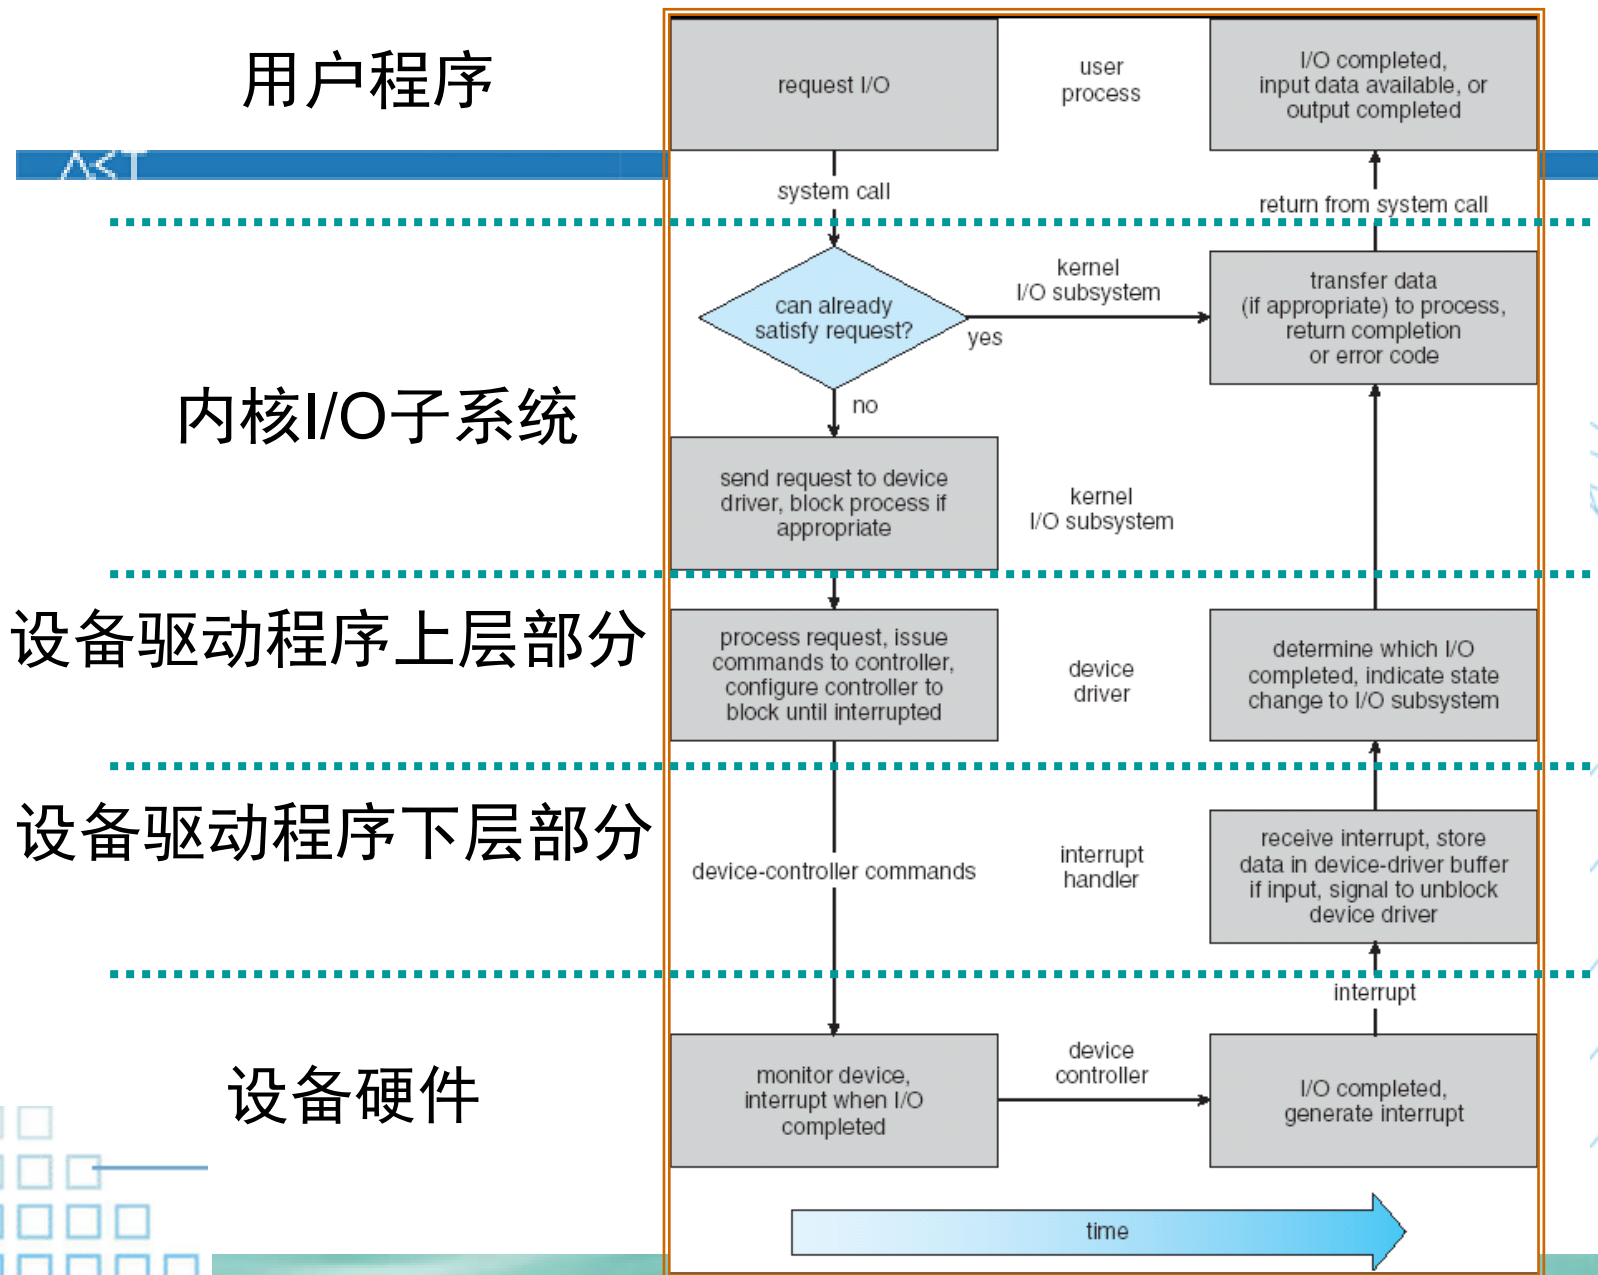 用户程序
request I/O
user
process
I/O completed,
input data available, or
output completed
ACT
system call
return from system call
内核I/O子系统
can already
satisfy request?
kernel
I/O subsystem
yes
transfer data
(if appropriate) to process,
return completion
or error code
no
send request to device
driver, block process if
appropriate
kernel
I/O subsystem
设备驱动程序上层部分
process request, issue
commands to controller,
configure controller to
block until interrupted
device
driver
determine which I/O
completed, indicate state
change to I/O subsystem
设备驱动程序下层部分
device-controller commands
interrupt
handler
receive interrupt, store
data in device-driver buffer
if input, signal to unblock
device driver
interrupt
设备硬件
monitor device,
interrupt when I/O
completed
device
controller
I/O completed,
generate interrupt
time